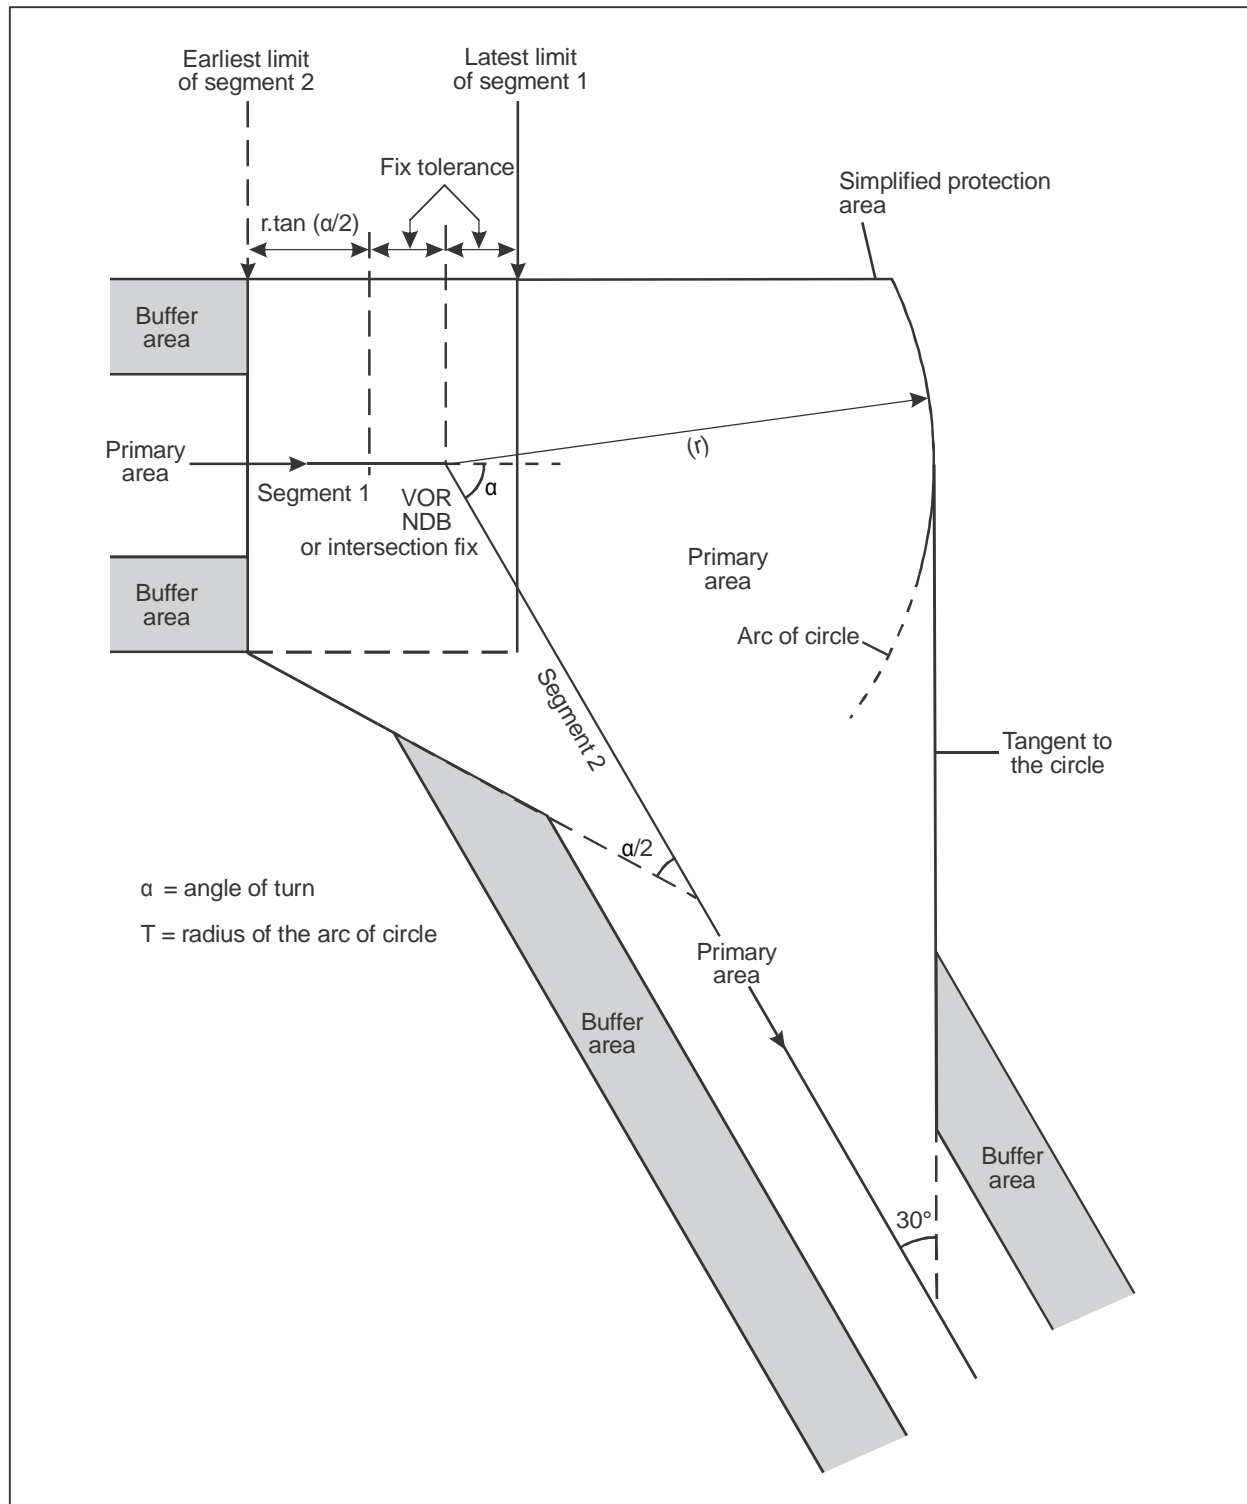 Earliest limit
of segment 2
Latest limit
of segment 1
Fix tolerance
r.tan (α/2)
Simplified protection
area
Buffer
area
(r)
Primary
area
α
Segment 1
VOR
NDB
or intersection fix
Primary
area
Buffer
area
Arc of circle
Segment 2
Tangent to
the circle
α/2
α = angle of turn
T = radius of the arc of circle
Primary
area
Buffer
area
Buffer
area
30°